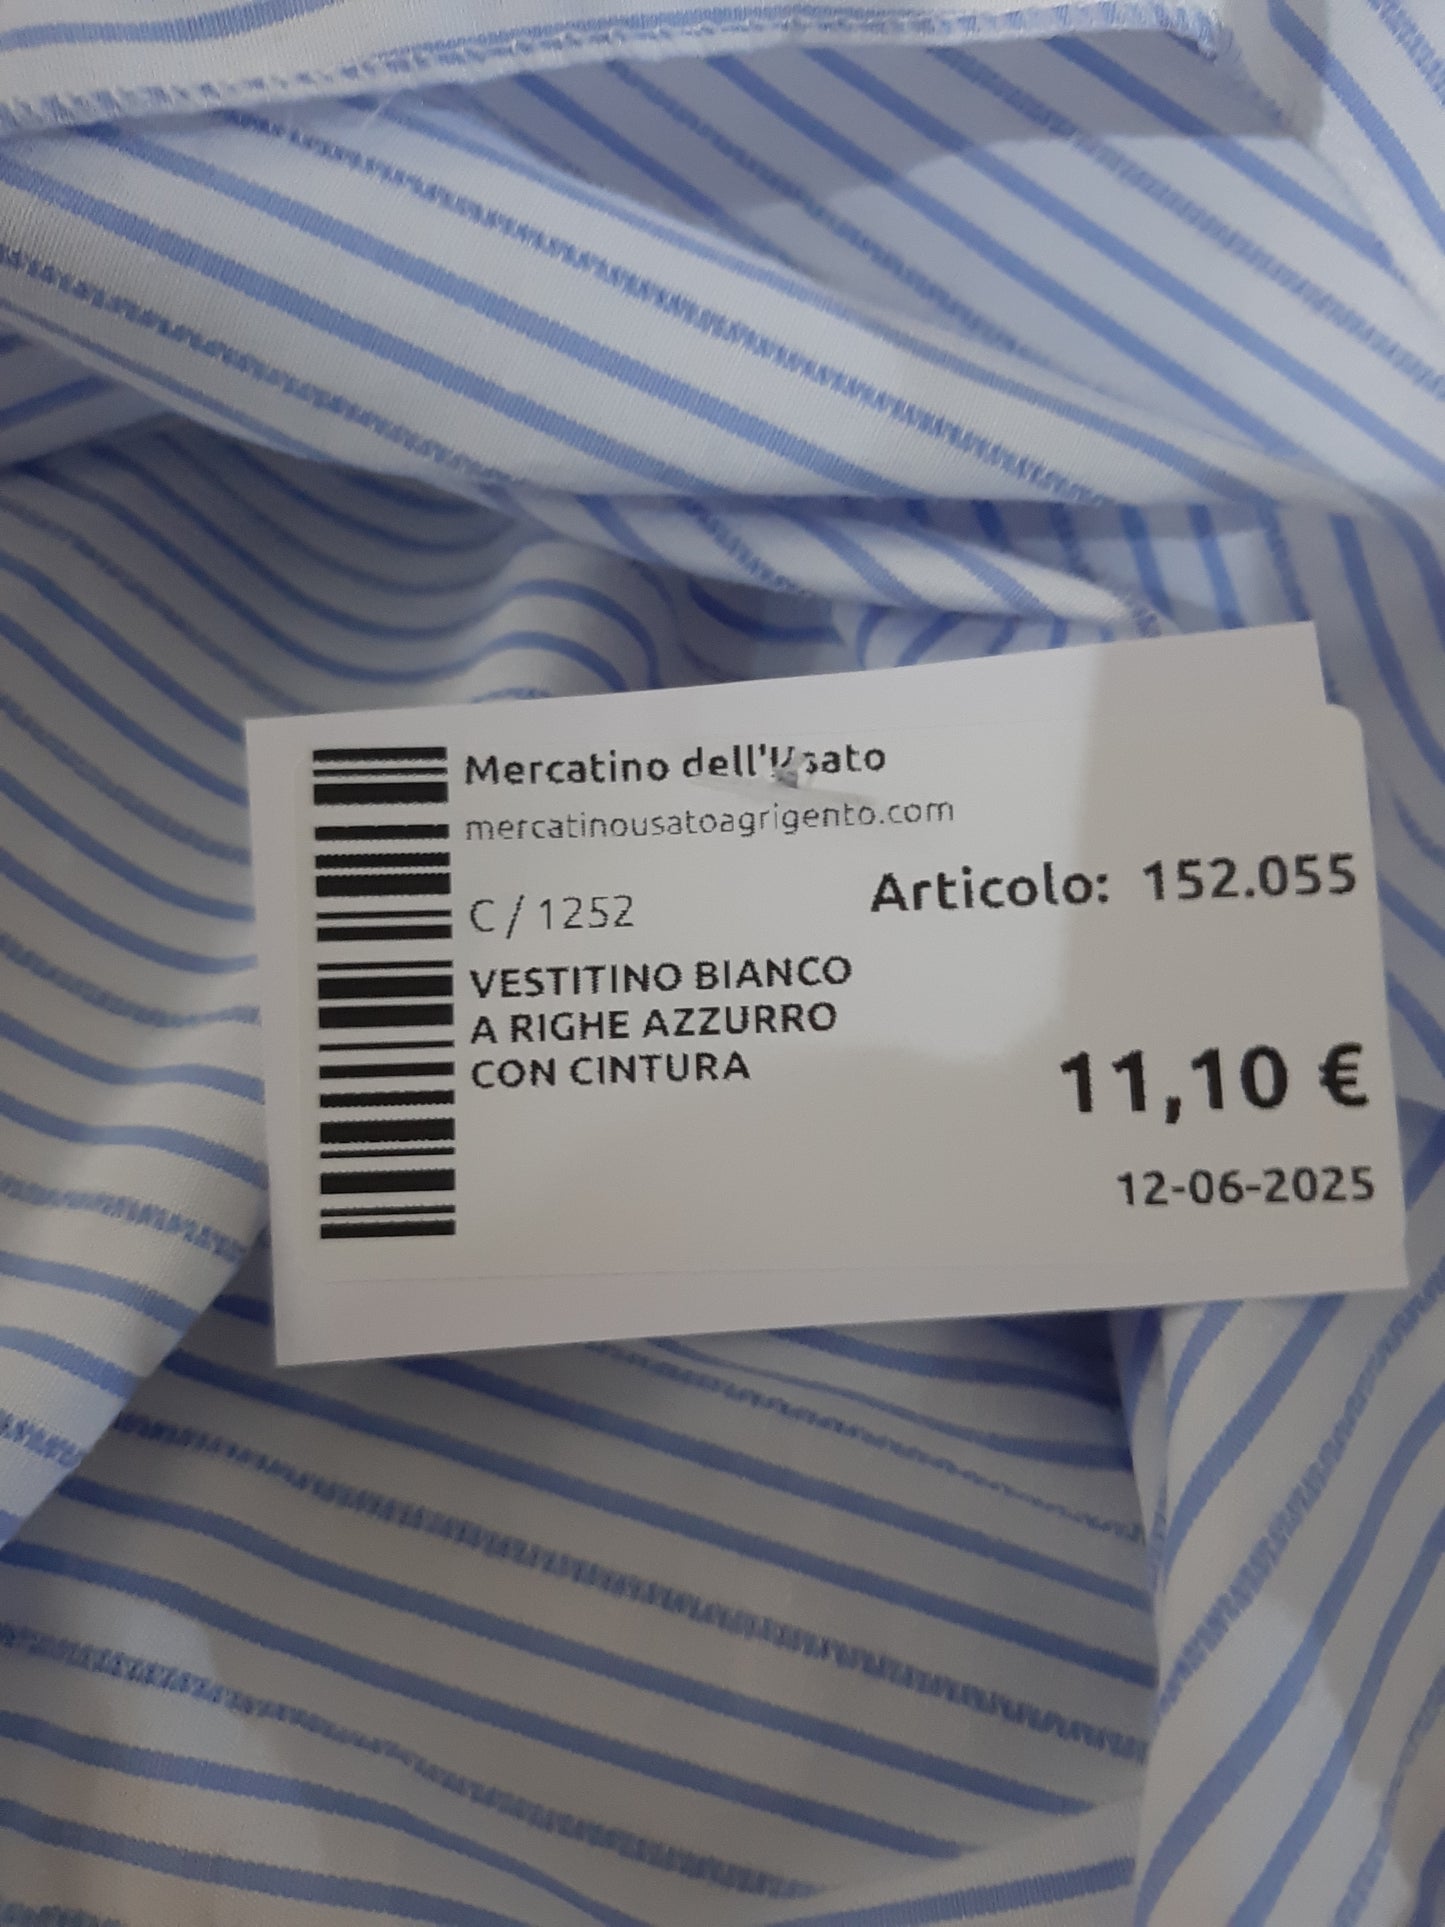 Mercatino dell'Usato
mercatinousatoagrigento.com
C / 1252
Articolo: 152.055
VESTITINO BIANCO
A RIGHE AZZURRO
CON CINTURA
11,10 €
12-06-2025